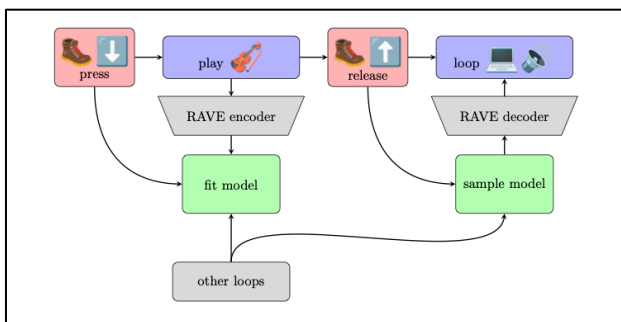 press
play
release
loop
RAVE encoder
RAVE decoder
fit model
sample model
other loops